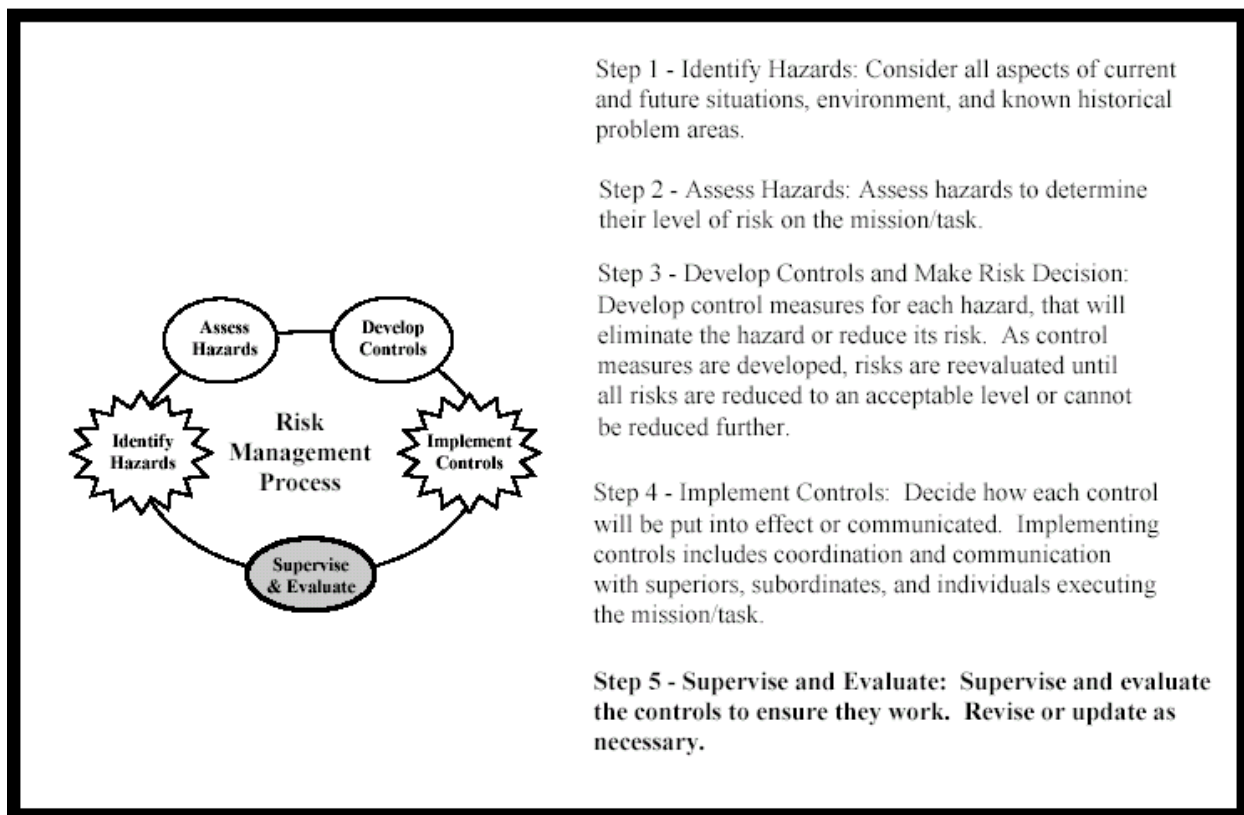 Step 1 - Identify Hazards: Consider all aspects of current
and future situations, environment, and known historical
problem areas.
Step 2 - Assess Hazards: Assess hazards to determine
their level of risk on the mission/task.
Step 3 - Develop Controls and Make Risk Decision:
Develop control measures for each hazard, that will
eliminate the hazard or reduce its risk. As control
measures are developed, risks are reevaluated until
all risks are reduced to an acceptable level or cannot
be reduced further.
Step 4 - Implement Controls: Decide how each control
will be put into effect or communicated. Implementing
controls includes coordination and communication
with superiors, subordinates, and individuals executing
the mission/task.
Step 5 - Supervise and Evaluate: Supervise and evaluate
the controls to ensure they work. Revise or update as
necessary.
Assess
Hazards
Develop
Controls
Identify
Hazards
Risk
Management
Process
Implement
Controls
Supervise
& Evaluate